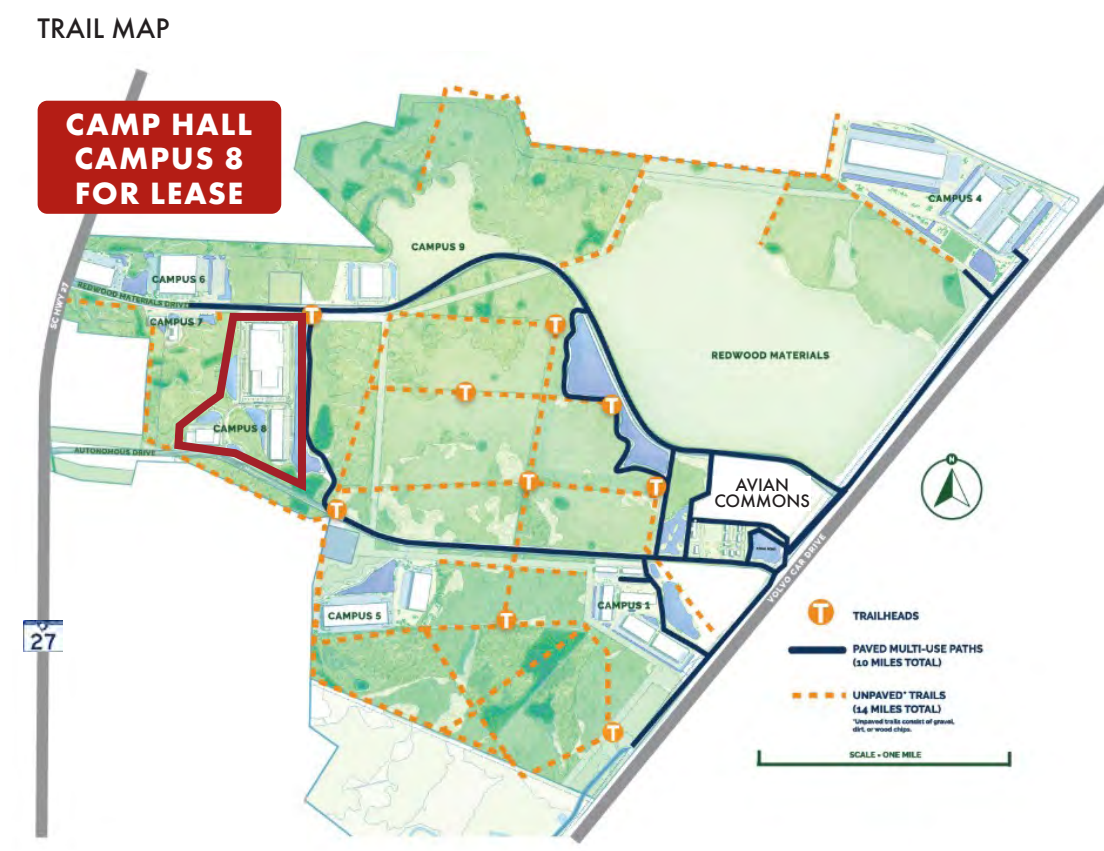 TRAIL MAP
CAMP HALL
CAMPUS 8
FOR LEASE
CAMPUS 4
CAMPUS 9
CAMPUS 6
REDWOOD MATERIALS DRIVE
SC HWY 27
CAMPUS 7
T
T
REDWOOD MATERIALS
T
T
CAMPUS 8
AUTONOMOUS DRIVE
T
T
AVIAN
COMMONS
N
T
VOLVO CAR DRIVE
CAMPUS 1
CAMPUS 5
T
27
T
T TRAILHEADS
PAVED MULTI-USE PATHS
(10 MILES TOTAL)
UNPAVED* TRAILS
(14 MILES TOTAL)
*Unpaved trails consist of gravel,
dirt, or wood chips.
SCALE = ONE MILE